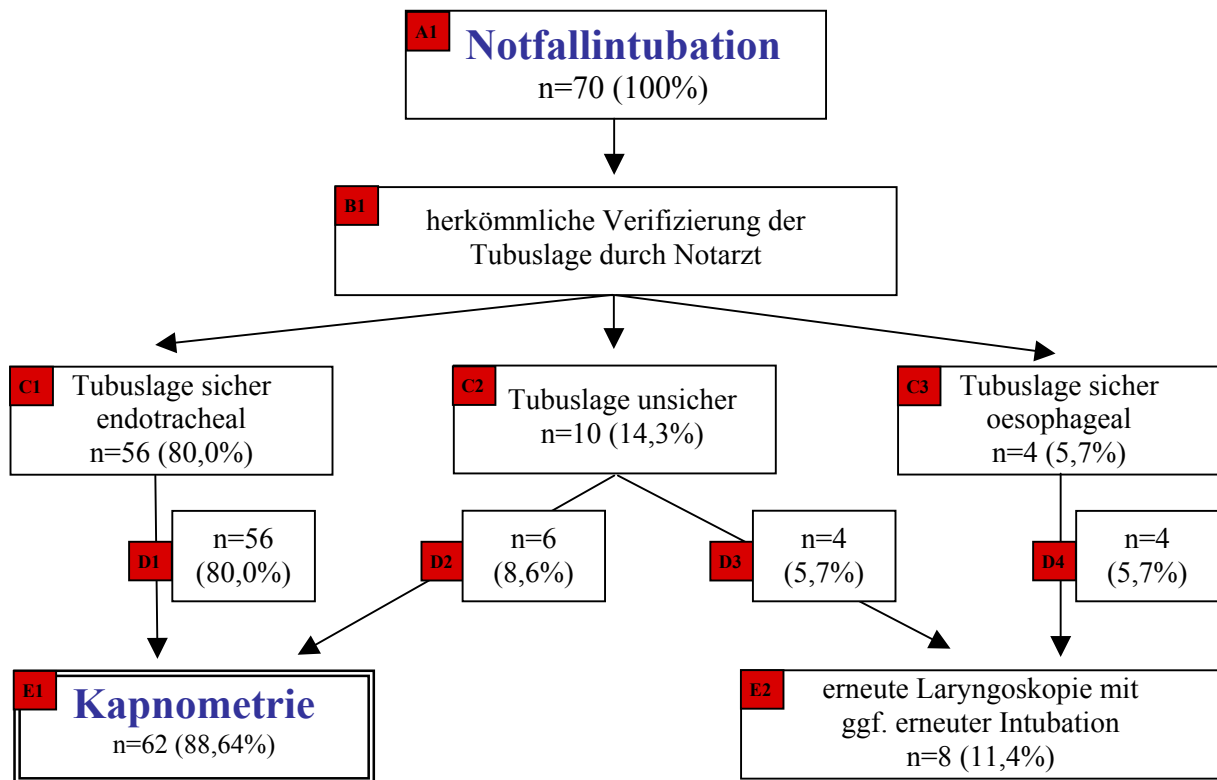 A1
Notfallintubation
n=70 (100%)
B1
herkömmliche Verifizierung der
Tubuslage durch Notarzt
C1
Tubuslage sicher
endotracheal
n=56 (80,0%)
C2
Tubuslage unsicher
n=10 (14,3%)
C3
Tubuslage sicher
oesophageal
n=4 (5,7%)
D1
n=56
(80,0%)
D2
n=6
(8,6%)
D3
n=4
(5,7%)
D4
n=4
(5,7%)
E1
Kapnometrie
n=62 (88,64%)
E2
erneute Laryngoskopie mit
ggf. erneuter Intubation
n=8 (11,4%)